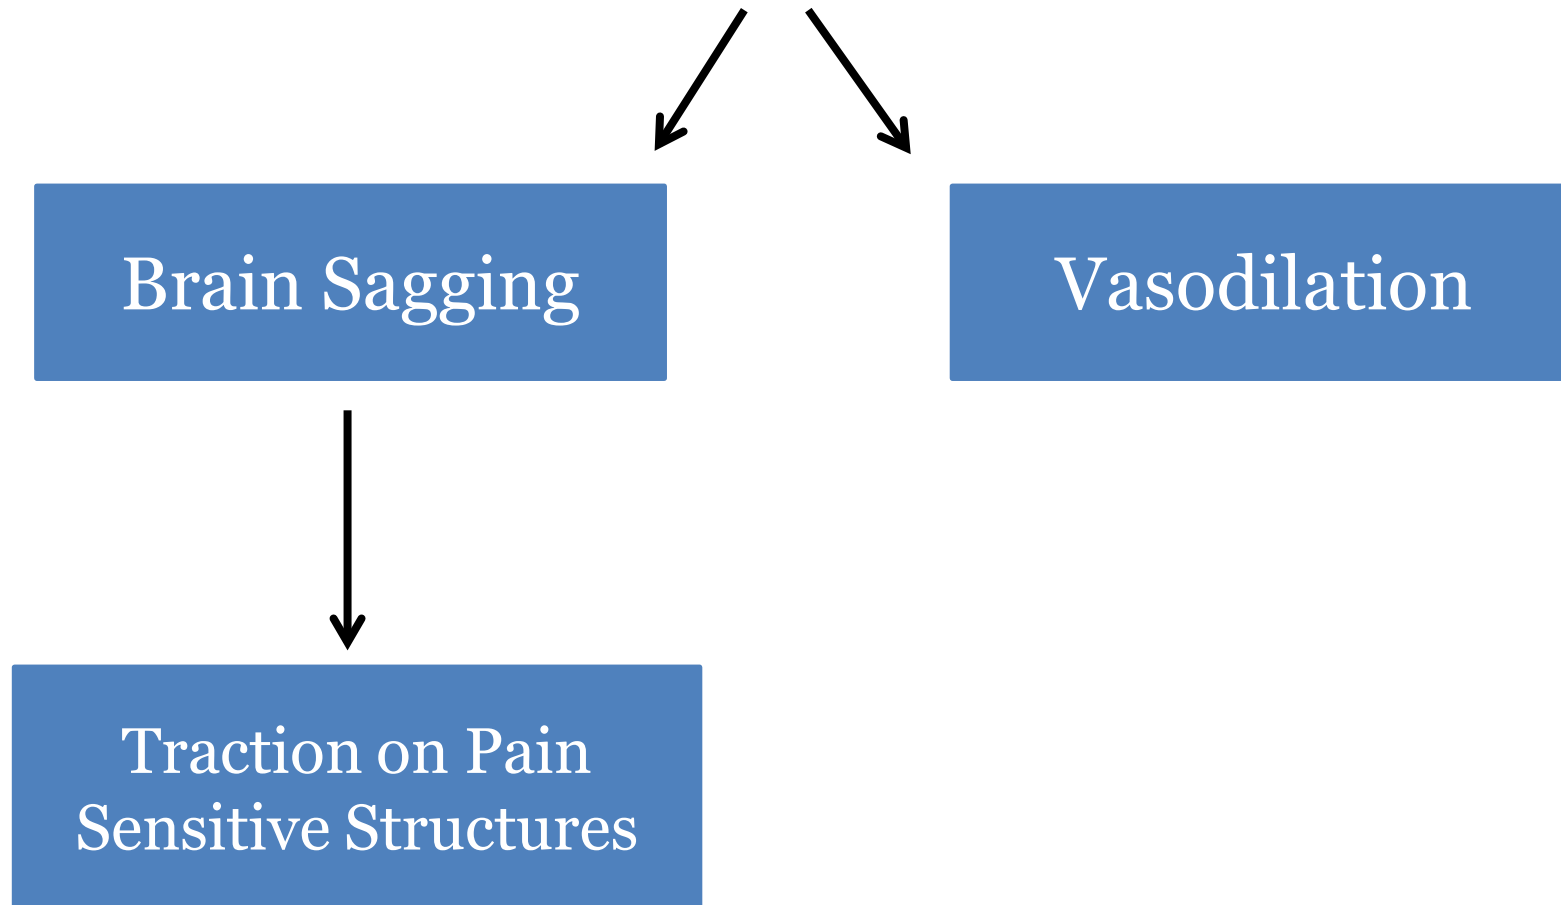 Brain Sagging
Vasodilation
Traction on Pain
Sensitive Structures